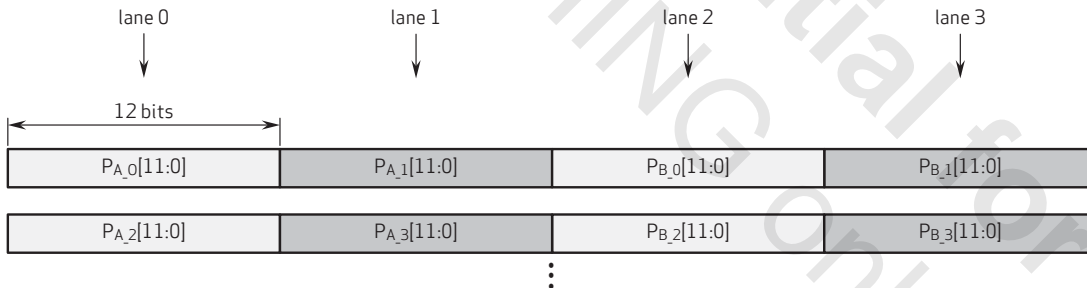 lane 0 lane 1 lane 2 lane 3
12 bits
PA_0[11:0] PA_1[11:0] PB_0[11:0] PB_1[11:0]
PA_2[11:0] PA_3[11:0] PB_2[11:0] PB_3[11:0]